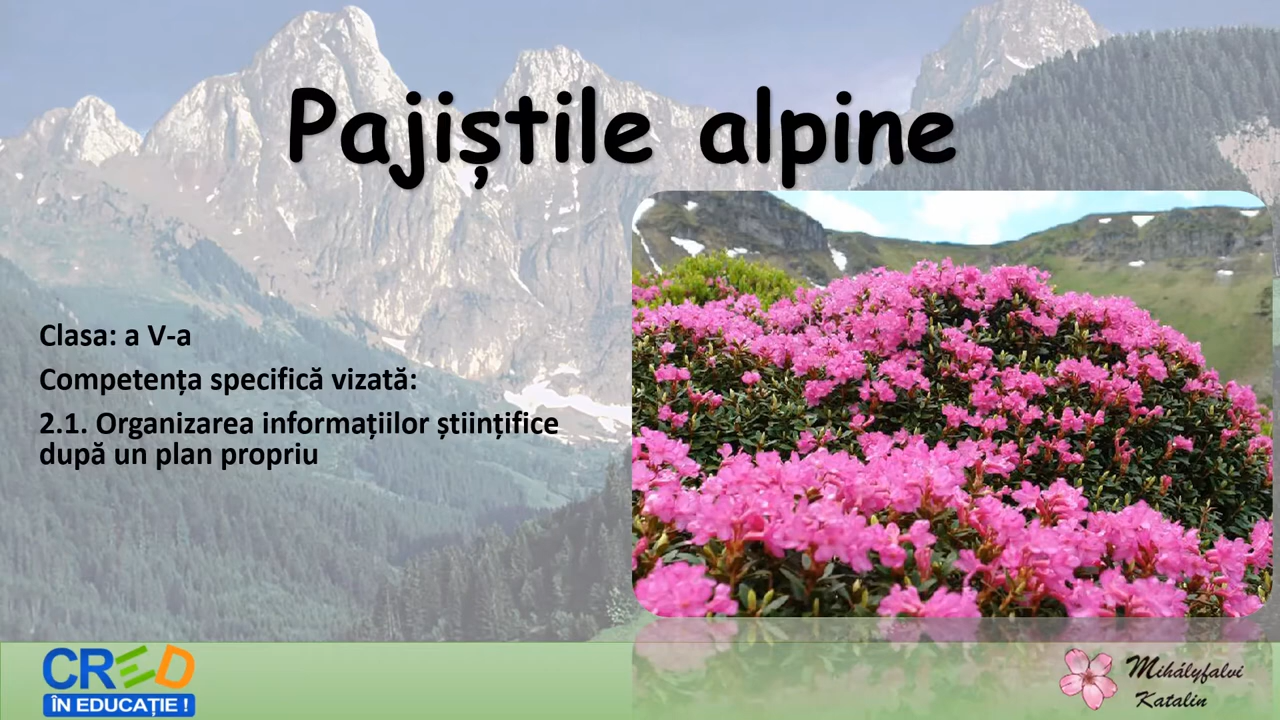 Pajiștile alpine
Clasa: a V-a
Competența specifică vizată:
2.1. Organizarea informațiilor științifice
după un plan propriu
CRED
ÎN EDUCAȚIE !
Mihályfalvi
Katalin